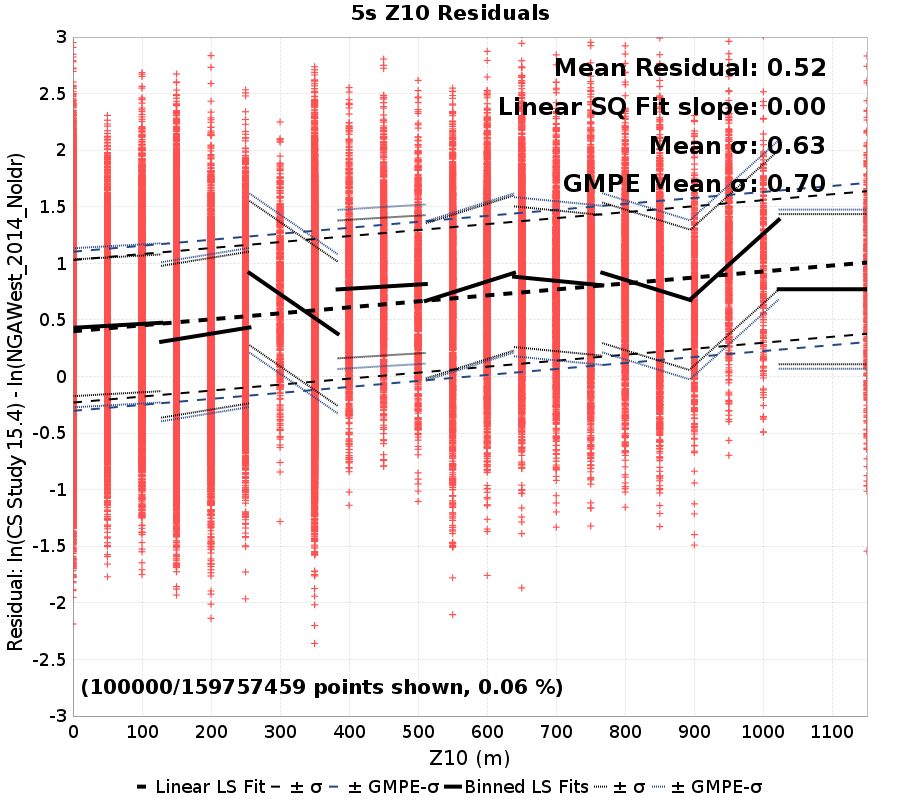 5s Z10 Residuals
Mean Residual: 0.52
Linear SQ Fit slope: 0.00
Mean σ: 0.63
GMPE Mean σ: 0.70
Residual: ln(CS Study 15.4) - ln(NGAWest_2014_NoIdr)
3
2.5
2
1.5
1
0.5
0
-0.5
-1
-1.5
-2
-2.5
-3
(100000/159757459 points shown, 0.06 %)
0 100 200 300 400 500 600 700 800 900 1000 1100
Z10 (m)
Linear LS Fit ± σ ± GMPE-σ Binned LS Fits ± σ ± GMPE-σ